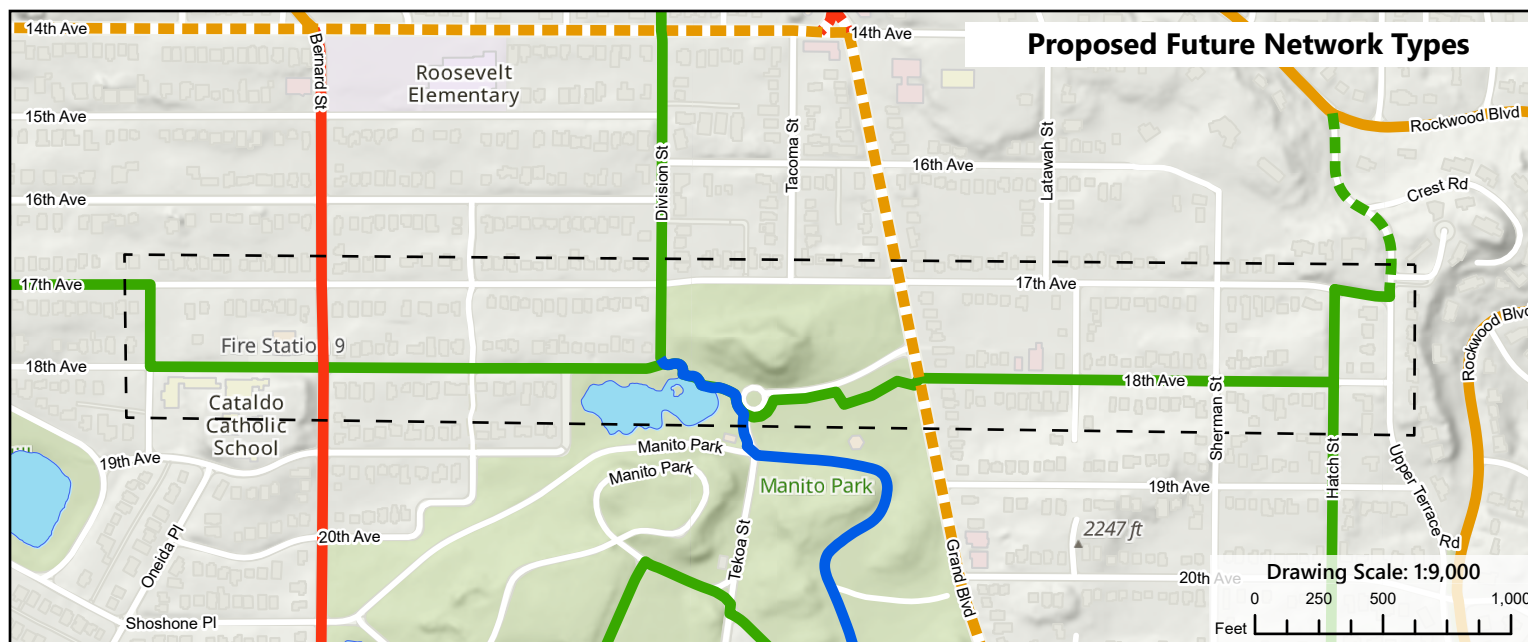 14th Ave
Bernard St
14th Ave
Proposed Future Network Types
Roosevelt
Elementary
15th Ave
Rockwood Blvd
Division St
Tacoma St
16th Ave
Latawah St
16th Ave
Crest Rd
17th Ave
17th Ave
Fire Station 9
Rockwood Blvd
18th Ave
18th Ave
Cataldo
Catholic
School
Sherman St
Hatch St
19th Ave
Manito Park
Manito Park
Manito Park
19th Ave
Upper Terrace Rd
Oneida Pl
20th Ave
Tekoa St
Grand Blvd
2247 ft
20th Ave
Drawing Scale: 1:9,000
0 250 500 1,000
Feet
Shoshone Pl